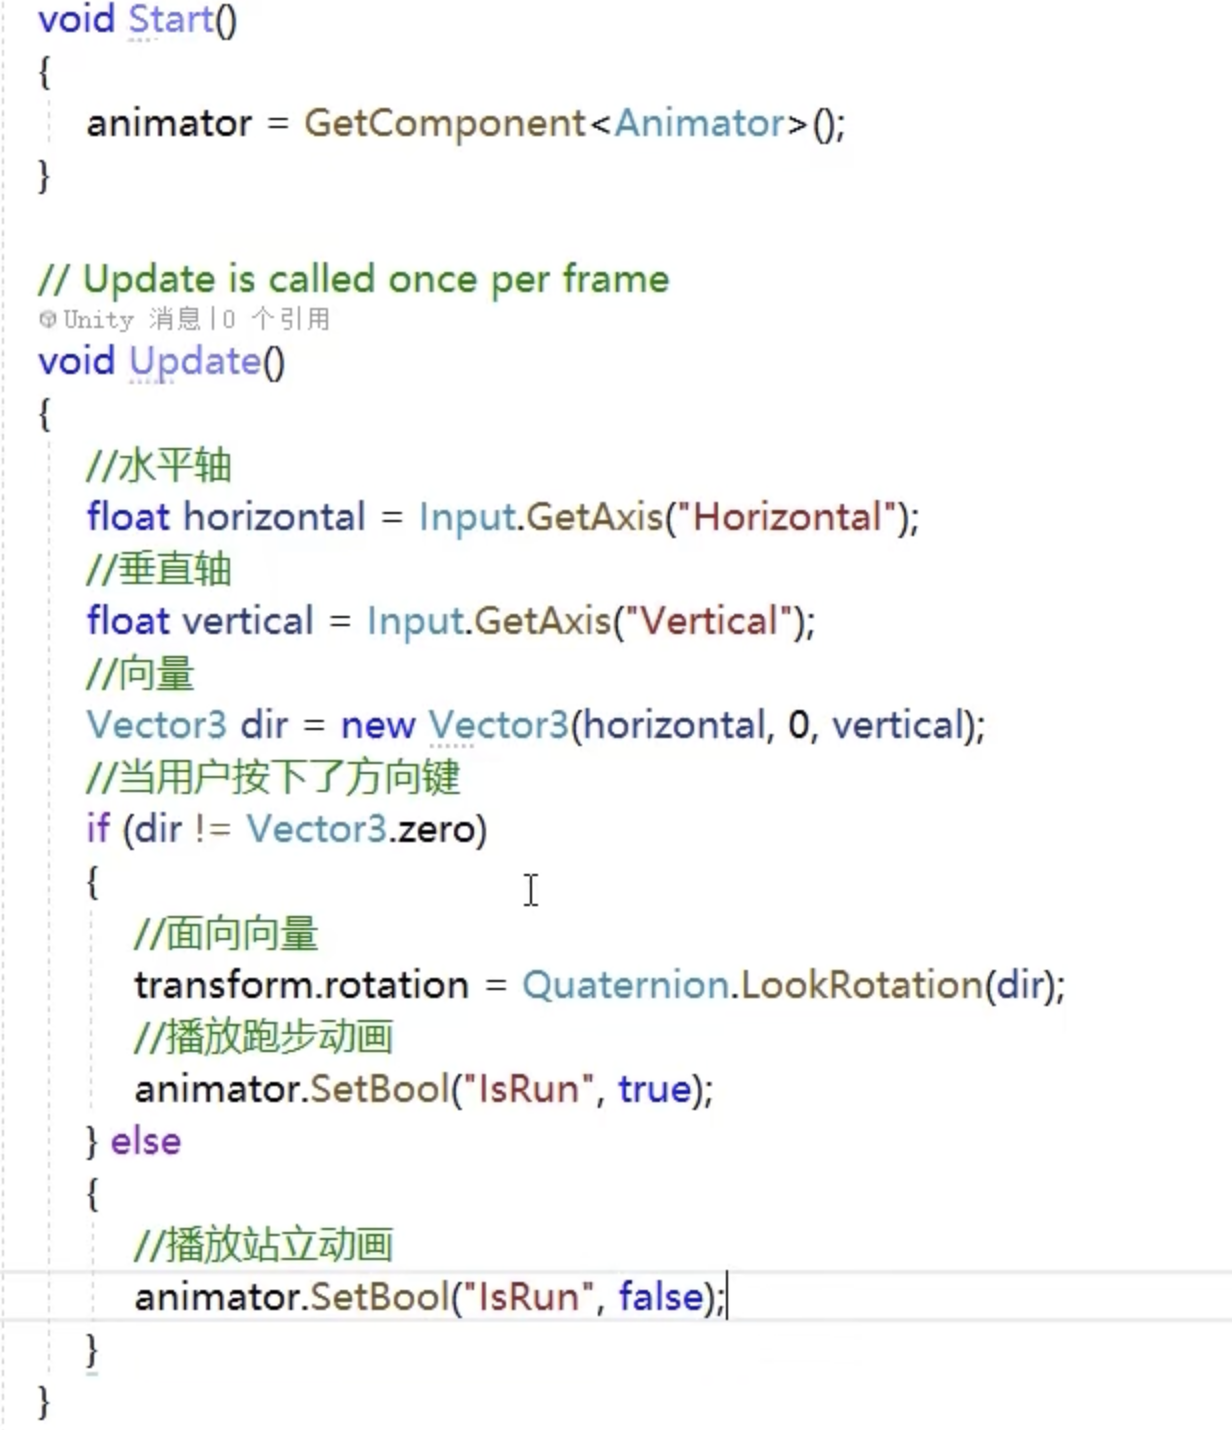 void Start()
{
animator = GetComponent<Animator>();
}
// Update is called once per frame
Unity 消息|0 个引用
void Update()
{
//水平轴
float horizontal = Input.GetAxis("Horizontal");
//垂直轴
float vertical = Input.GetAxis("Vertical");
//向量
Vector3 dir = new Vector3(horizontal, 0, vertical);
//当用户按下了方向键
if (dir != Vector3.zero)
{
//面向向量
transform.rotation = Quaternion.LookRotation(dir);
//播放跑步动画
animator.SetBool("IsRun", true);
} else
{
//播放站立动画
animator.SetBool("IsRun", false);
}
}